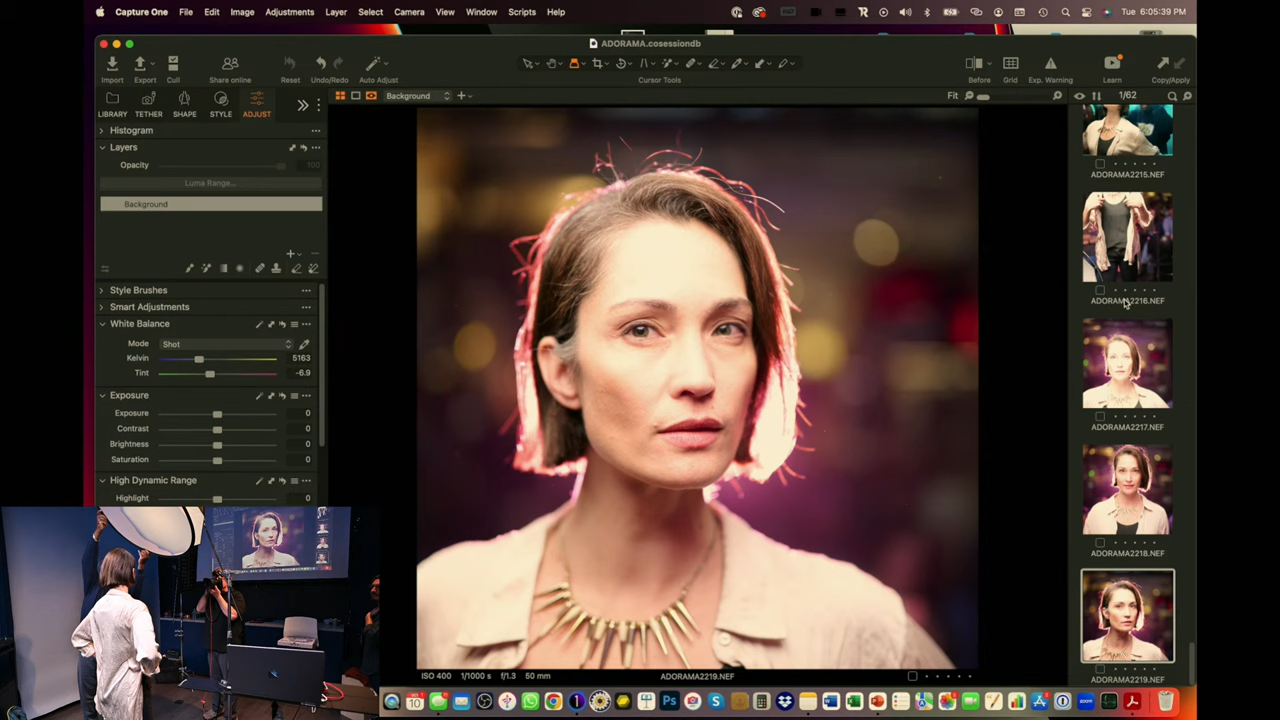 Capture One File Edit Image Adjustments Layer Select Camera View Window Scripts Help Tue 6:05:39 PM
ADORAMA.cosessiondb
Import Export Cull Share online Reset Undo/Redo Auto Adjust Cursor Tools Before Grid Exp. Warning Learn Copy/Apply
LIBRARY TETHER SHAPE STYLE ADJUST
Background
Fit
1/62
Histogram
Layers
Opacity 100
Luma Range...
Background
Style Brushes
Smart Adjustments
White Balance
Mode Shot
Kelvin 5163
Tint -6.9
Exposure
Exposure 0
Contrast 0
Brightness 0
Saturation 0
High Dynamic Range
Highlight 0
ISO 400 1/1000 s f/1.3 50 mm
ADORAMA2219.NEF
ADORAMA2215.NEF
ADORAMA2216.NEF
ADORAMA2217.NEF
ADORAMA2218.NEF
ADORAMA2219.NEF